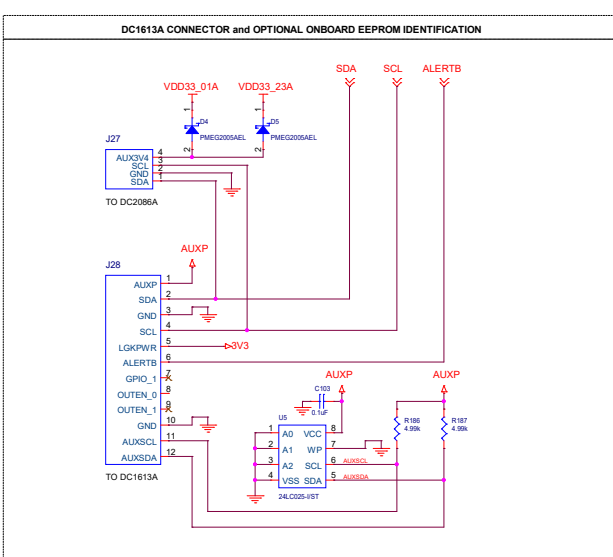 DC1613A CONNECTOR and OPTIONAL ONBOARD EEPROM IDENTIFICATION
SDA SCL ALERTB
VDD33_01A VDD33_23A
1 1
D4 D5
PMEG2005AEL PMEG2005AEL
2 2
J27
AUX3V4 4
SCL 3
GND 2
SDA 1
TO DC2086A
AUXP
J28
AUXP 1
SDA 2
GND 3
SCL 4
LGKPWR 5 3V3
ALERTB 6
GPIO_1 7
OUTEN_0 8
OUTEN_1 9
GND 10
AUXSCL 11
AUXSDA 12
TO DC1613A
AUXP AUXP
C103
0.1uF
U5
1 A0 VCC 8
2 A1 WP 7
3 A2 SCL 6 AUXSCL
4 VSS SDA 5 AUXSDA
24LC025-I/ST
R186
4.99k
R187
4.99k